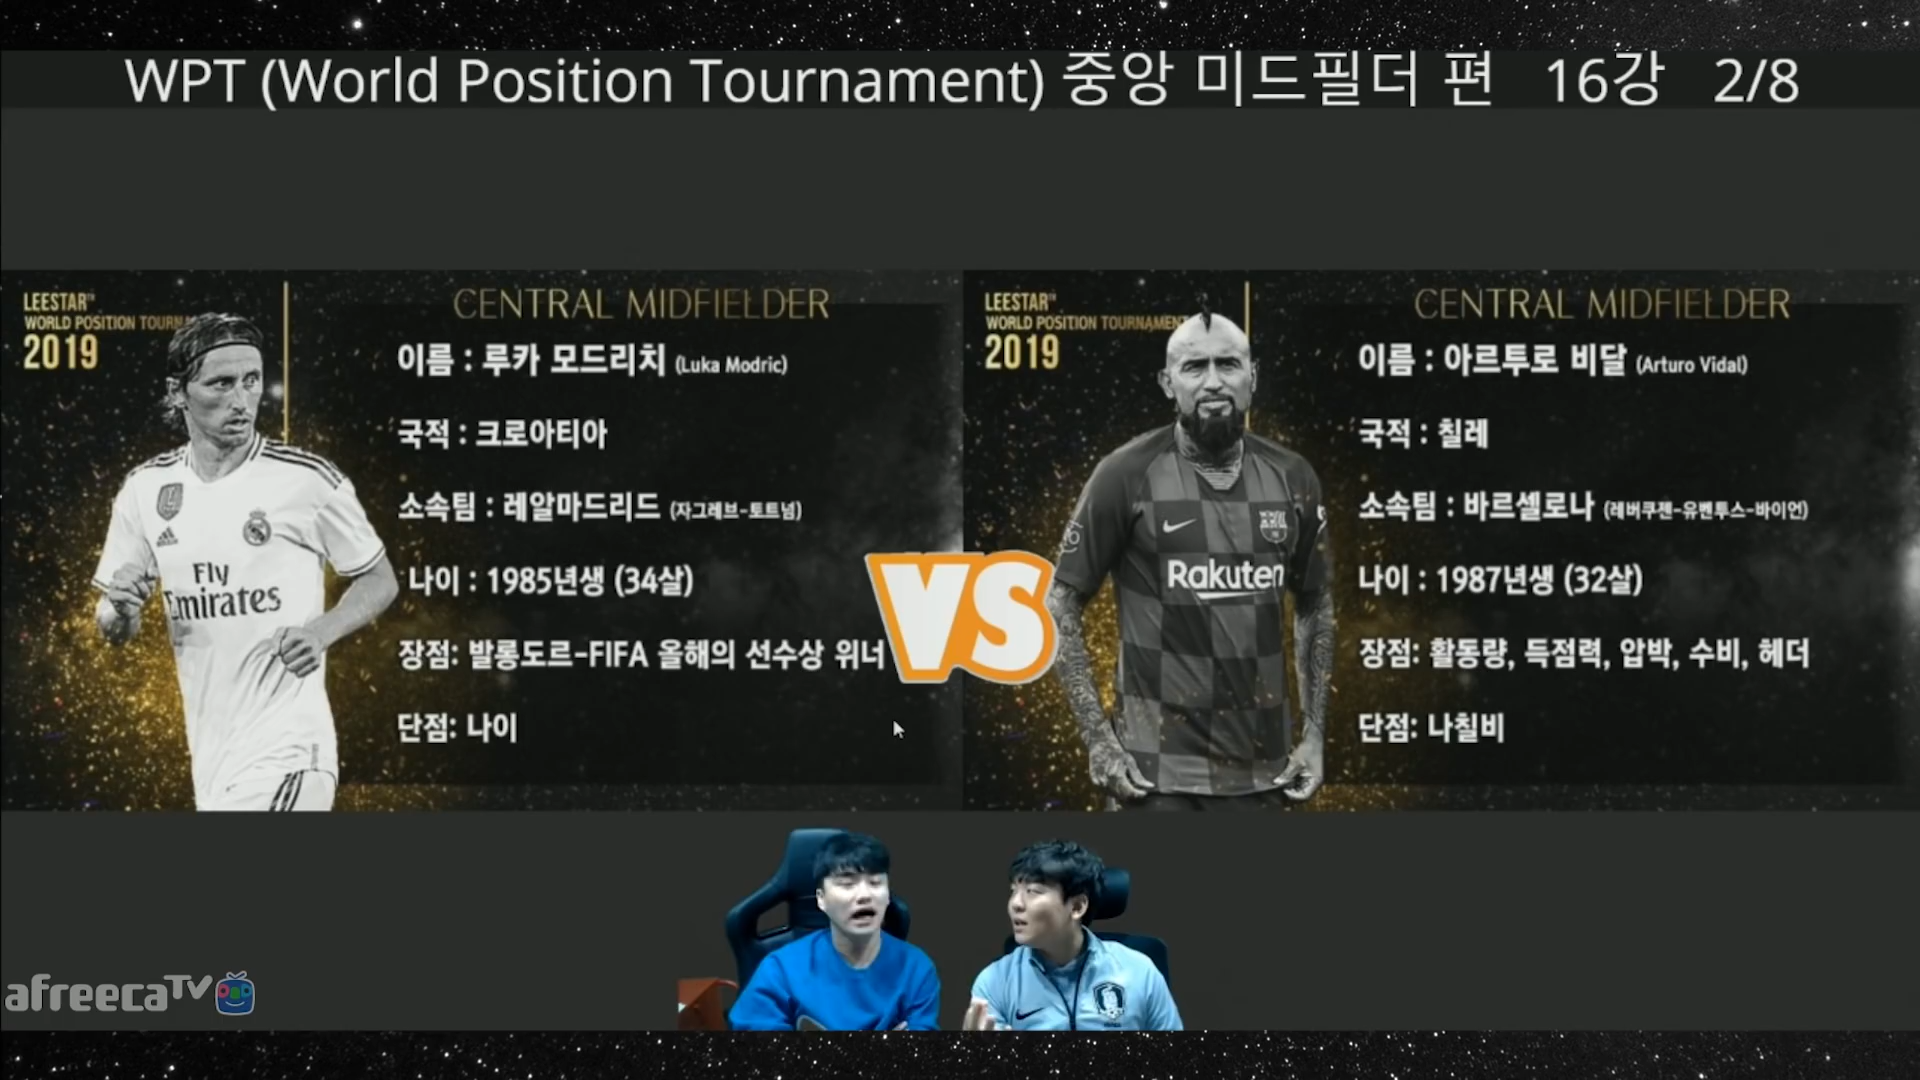 WPT (World Position Tournament) 중앙 미드필더 편 16강 2/8
LEESTAR™
WORLD POSITION TOURNA
2019
CENTRAL MIDFIELDER
이름 : 루카 모드리치 (Luka Modric)
국적 : 크로아티아
소속팀 : 레알마드리드 (자그레브-토트넘)
나이 : 1985년생 (34살)
장점: 발롱도르-FIFA 올해의 선수상 위너
단점: 나이
Fly
Emirates
VS
LEESTAR™
WORLD POSITION TOURNAMENT
2019
CENTRAL MIDFIELDER
이름 : 아르투로 비달 (Arturo Vidal)
국적 : 칠레
소속팀 : 바르셀로나 (레버쿠젠-유벤투스-바이언)
나이 : 1987년생 (32살)
장점: 활동량, 득점력, 압박, 수비, 헤더
단점: 나칠비
Rakuten
afreecaTV